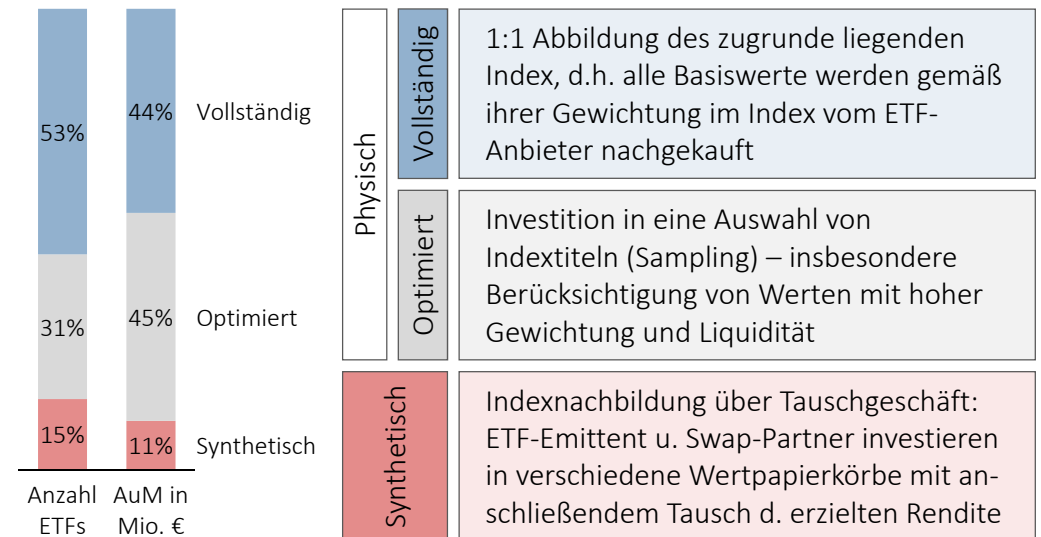 53%
31%
15%
Anzahl
ETFs
44%
45%
11%
AuM in
Mio. €
Vollständig
Optimiert
Synthetisch
Physisch
Vollständig
1:1 Abbildung des zugrunde liegenden
Index, d.h. alle Basiswerte werden gemäß
ihrer Gewichtung im Index vom ETF-
Anbieter nachgekauft
Optimiert
Investition in eine Auswahl von
Indextiteln (Sampling) – insbesondere
Berücksichtigung von Werten mit hoher
Gewichtung und Liquidität
Synthetisch
Indexnachbildung über Tauschgeschäft:
ETF-Emittent u. Swap-Partner investieren
in verschiedene Wertpapierkörbe mit an-
schließendem Tausch d. erzielten Rendite